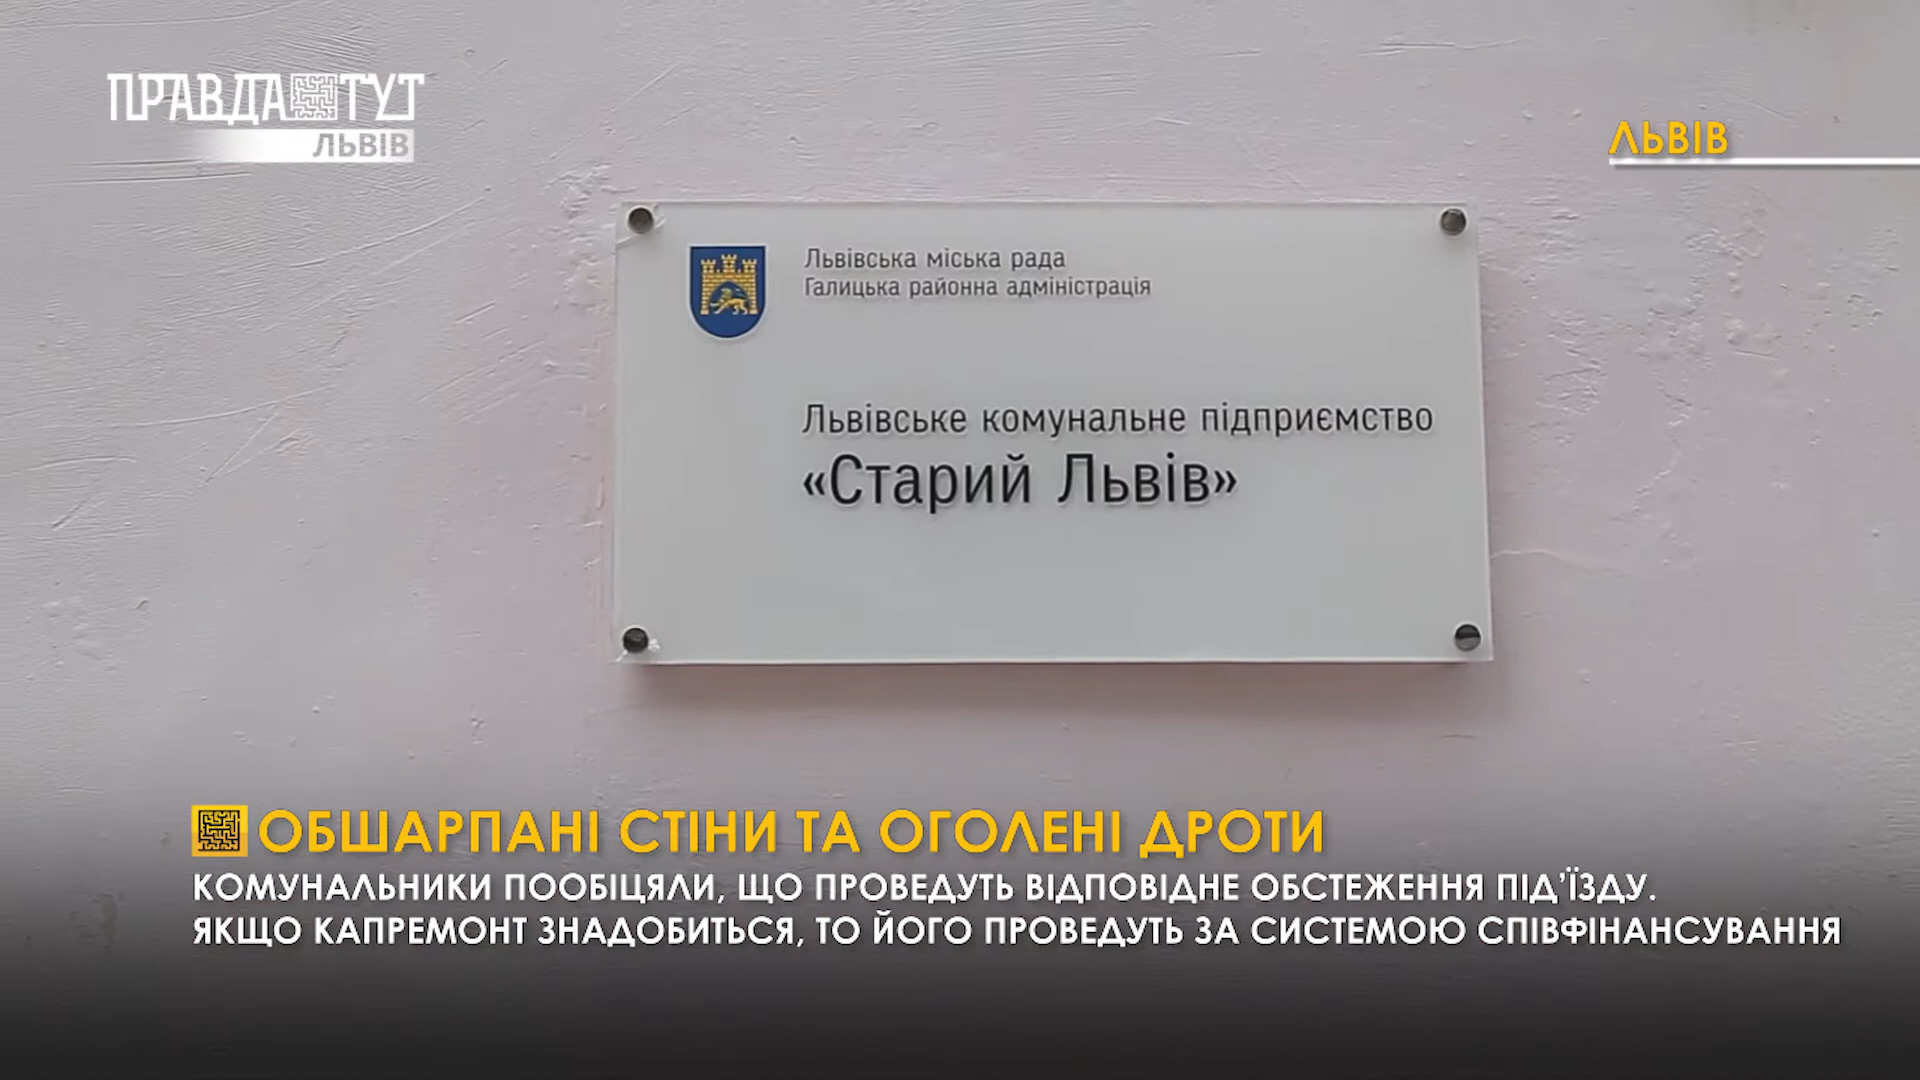 ПРАВДА ТУТ
ЛЬВІВ
ЛЬВІВ
Львівська міська рада
Галицька районна адміністрація
Львівське комунальне підприємство
«Старий Львів»
ОБШАРПАНІ СТІНИ ТА ОГОЛЕНІ ДРОТИ
КОМУНАЛЬНИКИ ПООБІЦЯЛИ, ЩО ПРОВЕДУТЬ ВІДПОВІДНЕ ОБСТЕЖЕННЯ ПІД’ЇЗДУ.
ЯКЩО КАПРЕМОНТ ЗНАДОБИТЬСЯ, ТО ЙОГО ПРОВЕДУТЬ ЗА СИСТЕМОЮ СПІВФІНАНСУВАННЯ